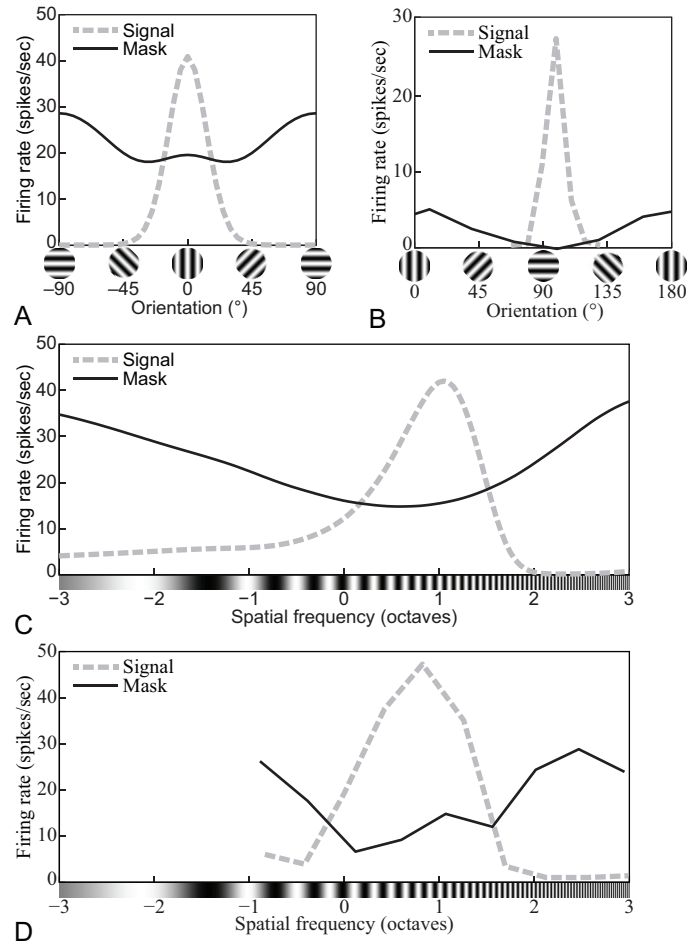 50
40
30
20
10
0
Firing rate (spikes/sec)
Signal
Mask
−90
−45
0
45
90
Orientation (°)
A
30
20
10
0
Firing rate (spikes/sec)
Signal
Mask
0
45
90
135
180
Orientation (°)
B
50
40
30
20
10
0
Firing rate (spikes/sec)
Signal
Mask
−3
−2
−1
0
1
2
3
Spatial frequency (octaves)
C
50
40
30
20
10
0
Firing rate (spikes/sec)
Signal
Mask
−3
−2
−1
0
1
2
3
Spatial frequency (octaves)
D